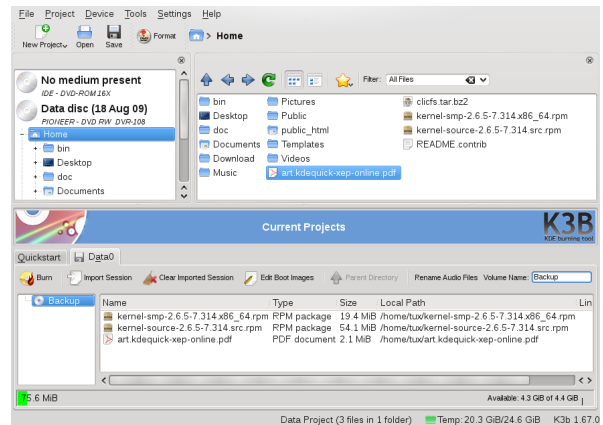 File Project Device Tools Settings Help
New Project Open Save Format > Home
No medium present
IDE - DVD-ROM 16X
Data disc (18 Aug 09)
PIONEER - DVD RW DVR-108
Home
bin
Desktop
doc
Documents
Filter: All Files
bin
Desktop
doc
Documents
Download
Music
Pictures
Public
public_html
Templates
Videos
art.kdequick-xep-online.pdf
clicfs.tar.bz2
kernel-smp-2.6.5-7.314.x86_64.rpm
kernel-source-2.6.5-7.314.src.rpm
README.contrib
Current Projects
K3B
KDE burning tool
Quickstart Data0
Burn Import Session Clear Imported Session Edit Boot Images Parent Directory Rename Audio Files Volume Name: Backup
Backup
Name Type Size Local Path Lin
kernel-smp-2.6.5-7.314.x86_64.rpm RPM package 19.4 MiB /home/tux/kernel-smp-2.6.5-7.314.x86_64.rpm
kernel-source-2.6.5-7.314.src.rpm RPM package 54.1 MiB /home/tux/kernel-source-2.6.5-7.314.src.rpm
art.kdequick-xep-online.pdf PDF document 2.1 MiB /home/tux/art.kdequick-xep-online.pdf
75.6 MiB Available: 4.3 GiB of 4.4 GiB
Data Project (3 files in 1 folder) Temp: 20.3 GiB/24.6 GiB K3b 1.67.0